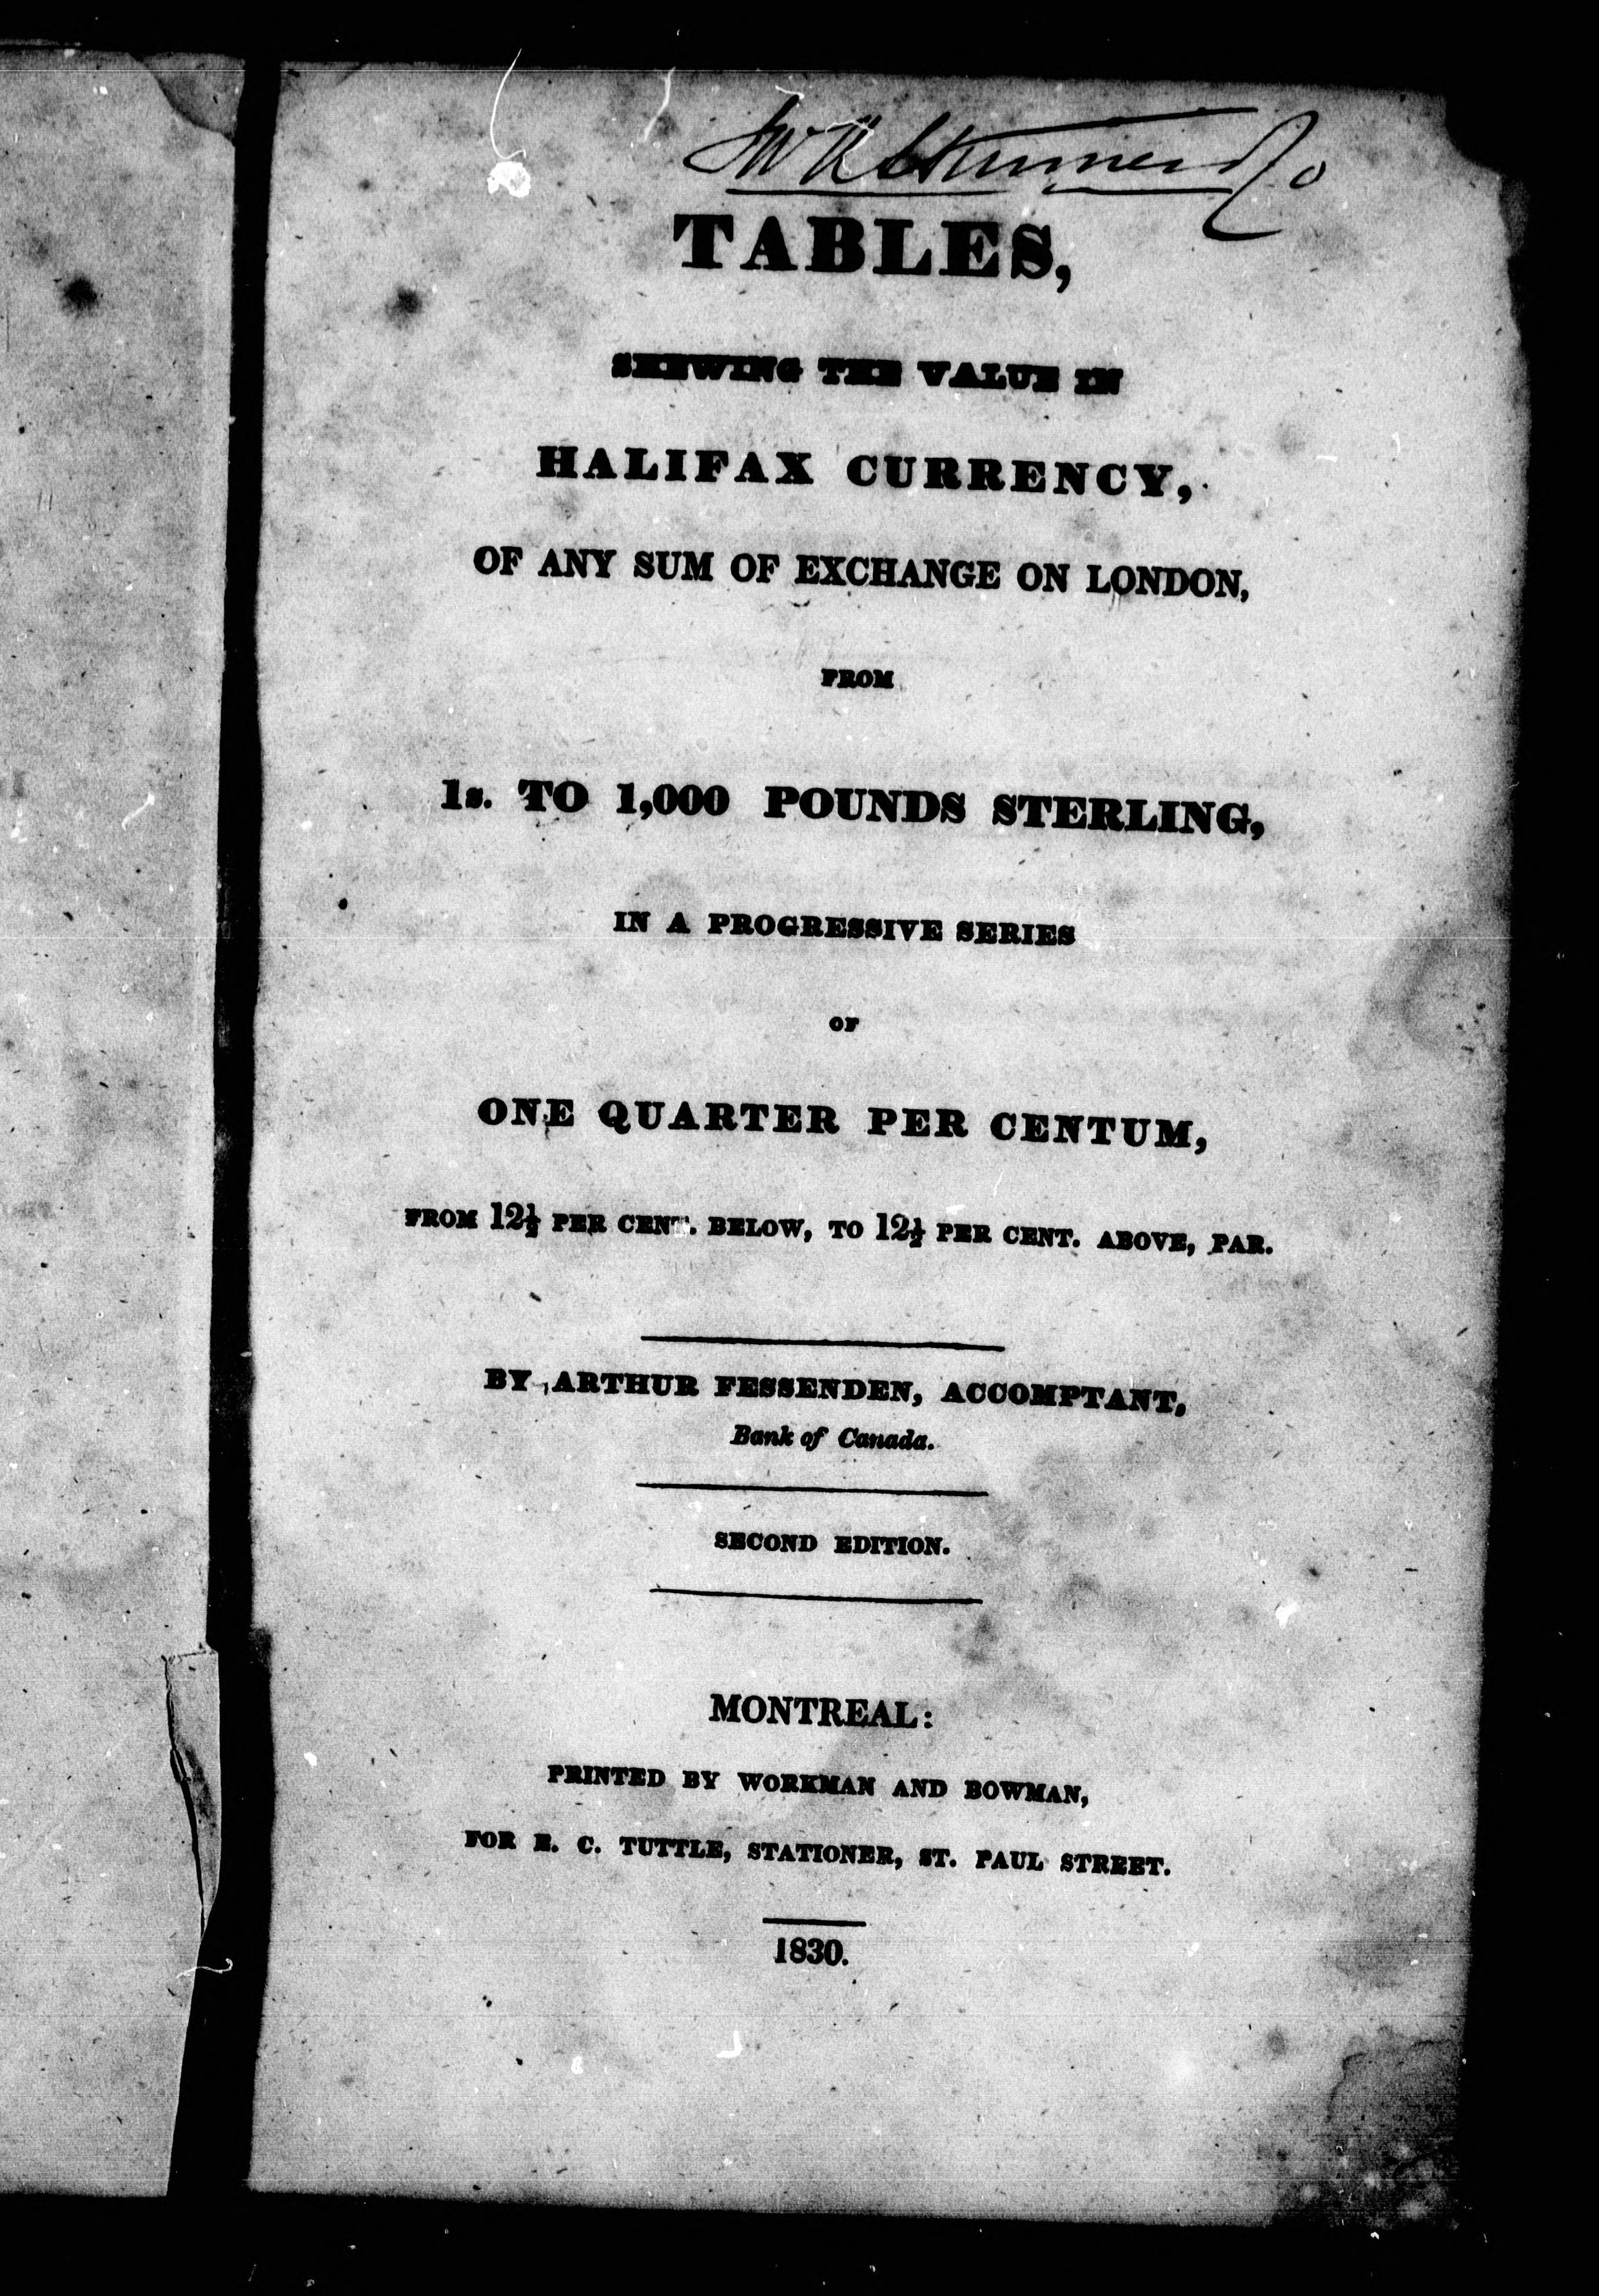 TABLES,
SHEWING THE VALUE IN
HALIFAX CURRENCY,
OF ANY SUM OF EXCHANGE ON LONDON,
FROM
1s. TO 1,000 POUNDS STERLING,
IN A PROGRESSIVE SERIES
OF
ONE QUARTER PER CENTUM,
FROM 12½ PER CENT. BELOW, TO 12½ PER CENT. ABOVE, PAR.
BY ARTHUR FESSENDEN, ACCOMPTANT,
Bank of Canada.
SECOND EDITION.
MONTREAL:
PRINTED BY WORKMAN AND BOWMAN,
FOR E. C. TUTTLE, STATIONER, ST. PAUL STREET.
1830.